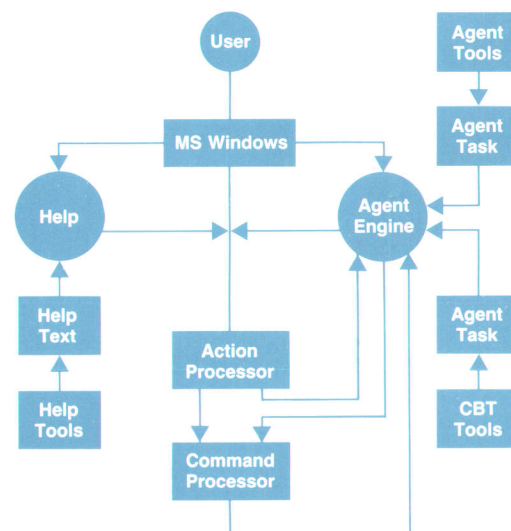 User
Agent
Tools
MS Windows
Agent
Task
Help
Agent
Engine
Help
Text
Action
Processor
Agent
Task
Help
Tools
Command
Processor
CBT
Tools